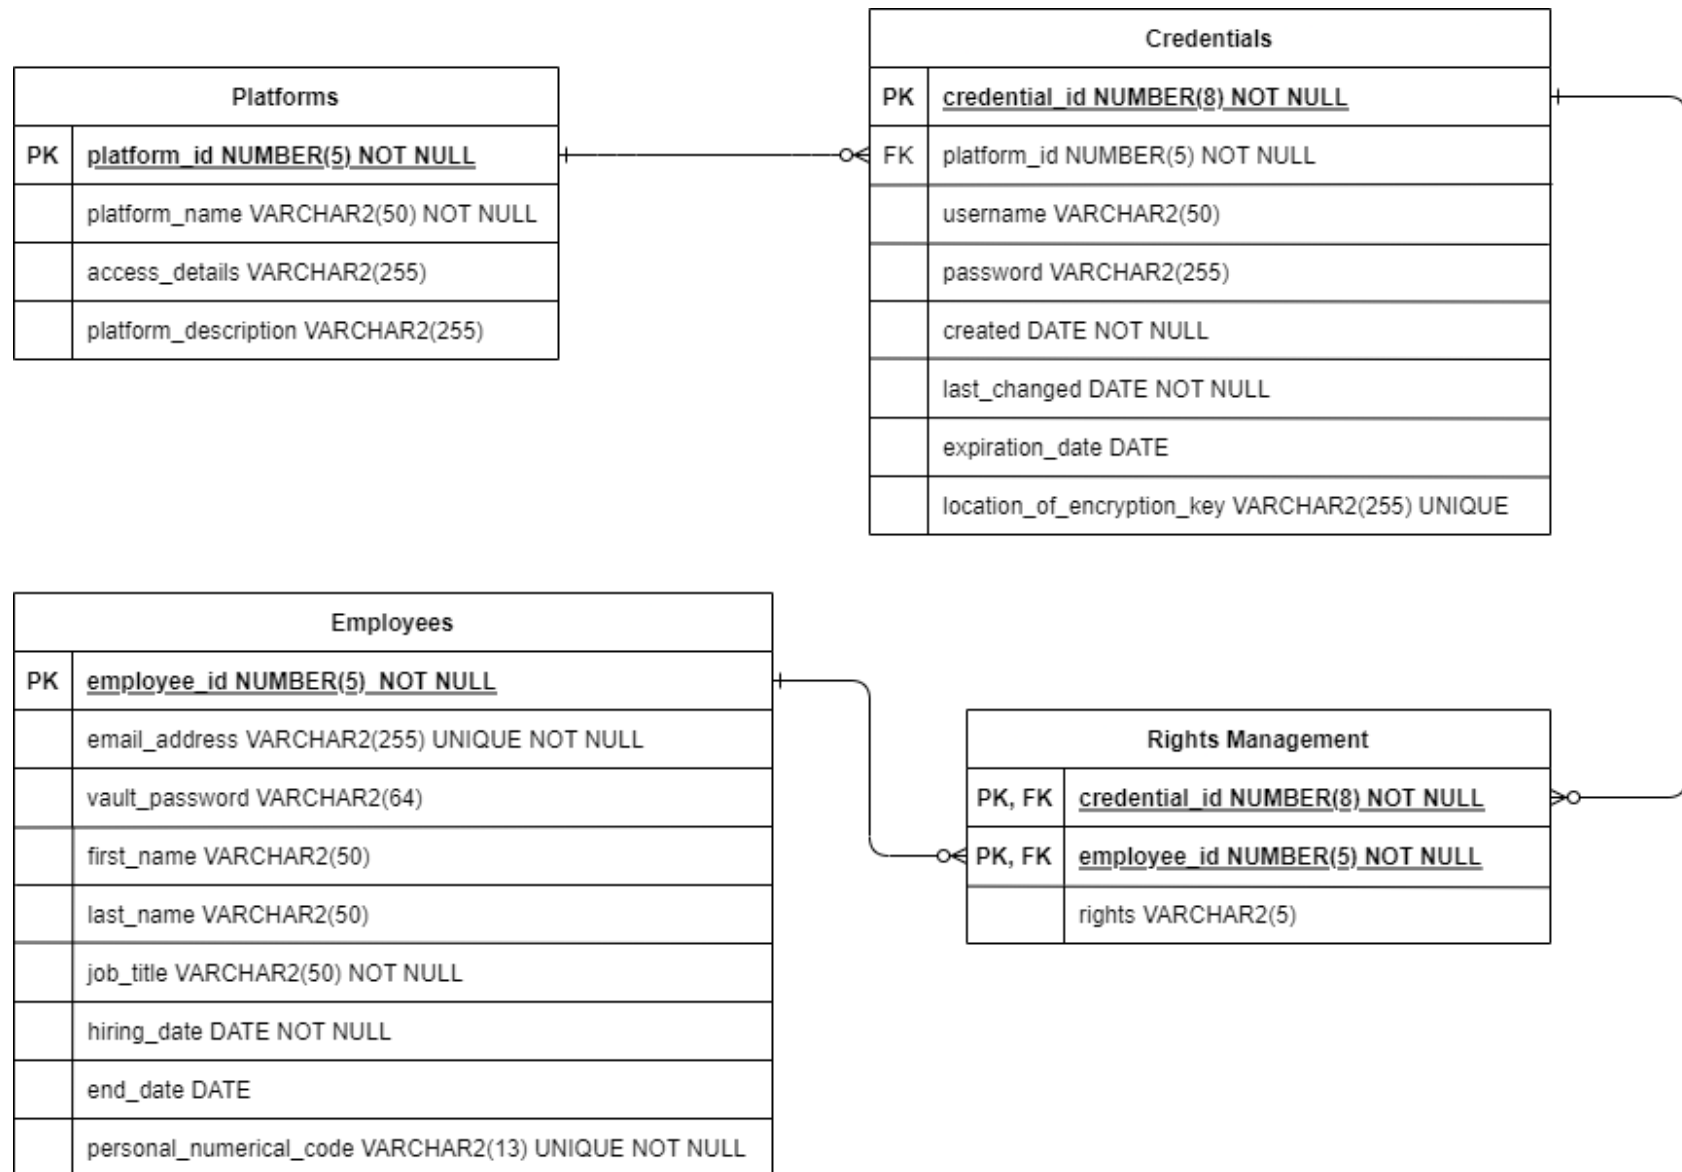 Platforms
PK platform_id NUMBER(5) NOT NULL
platform_name VARCHAR2(50) NOT NULL
access_details VARCHAR2(255)
platform_description VARCHAR2(255)
Credentials
PK credential_id NUMBER(8) NOT NULL
FK platform_id NUMBER(5) NOT NULL
username VARCHAR2(50)
password VARCHAR2(255)
created DATE NOT NULL
last_changed DATE NOT NULL
expiration_date DATE
location_of_encryption_key VARCHAR2(255) UNIQUE
Employees
PK employee_id NUMBER(5) NOT NULL
email_address VARCHAR2(255) UNIQUE NOT NULL
vault_password VARCHAR2(64)
first_name VARCHAR2(50)
last_name VARCHAR2(50)
job_title VARCHAR2(50) NOT NULL
hiring_date DATE NOT NULL
end_date DATE
personal_numerical_code VARCHAR2(13) UNIQUE NOT NULL
Rights Management
PK, FK credential_id NUMBER(8) NOT NULL
PK, FK employee_id NUMBER(5) NOT NULL
rights VARCHAR2(5)